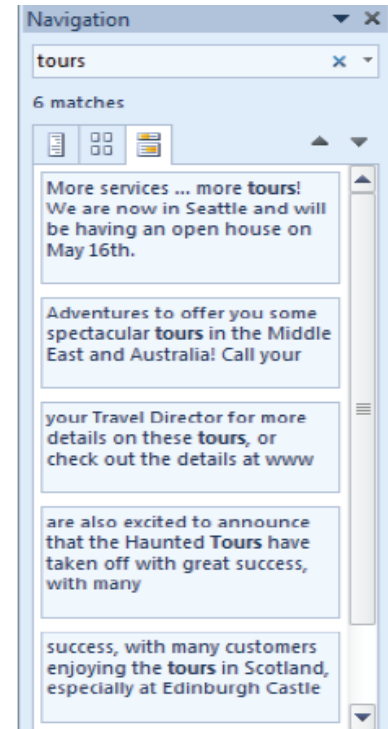 Navigation
tours
6 matches
More services ... more tours!
We are now in Seattle and will
be having an open house on
May 16th.
Adventures to offer you some
spectacular tours in the Middle
East and Australia! Call your
your Travel Director for more
details on these tours, or
check out the details at www
are also excited to announce
that the Haunted Tours have
taken off with great success,
with many
success, with many customers
enjoying the tours in Scotland,
especially at Edinburgh Castle